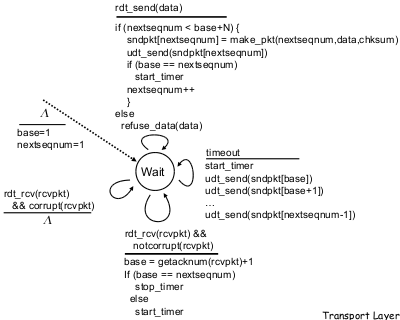 rdt_send(data)
if (nextseqnum < base+N) {
sndpkt[nextseqnum] = make_pkt(nextseqnum,data,chksum)
udt_send(sndpkt[nextseqnum])
if (base == nextseqnum)
start_timer
nextseqnum++
}
else
refuse_data(data)
Λ
base=1
nextseqnum=1
Wait
timeout
start_timer
udt_send(sndpkt[base])
udt_send(sndpkt[base+1])
...
udt_send(sndpkt[nextseqnum-1])
rdt_rcv(rcvpkt)
&& corrupt(rcvpkt)
Λ
rdt_rcv(rcvpkt) &&
notcorrupt(rcvpkt)
base = getacknum(rcvpkt)+1
If (base == nextseqnum)
stop_timer
else
start_timer
Transport Layer